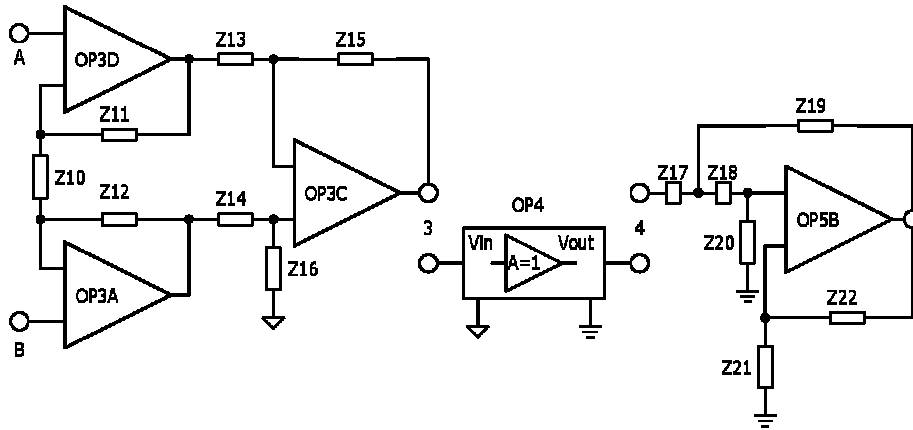 A
OP3D
Z13
Z15
Z11
Z10
Z12
Z14
OP3C
Z16
OP3A
B
3
OP4
Vin
A=1
Vout
4
Z17
Z18
Z19
Z20
OP5B
Z22
Z21